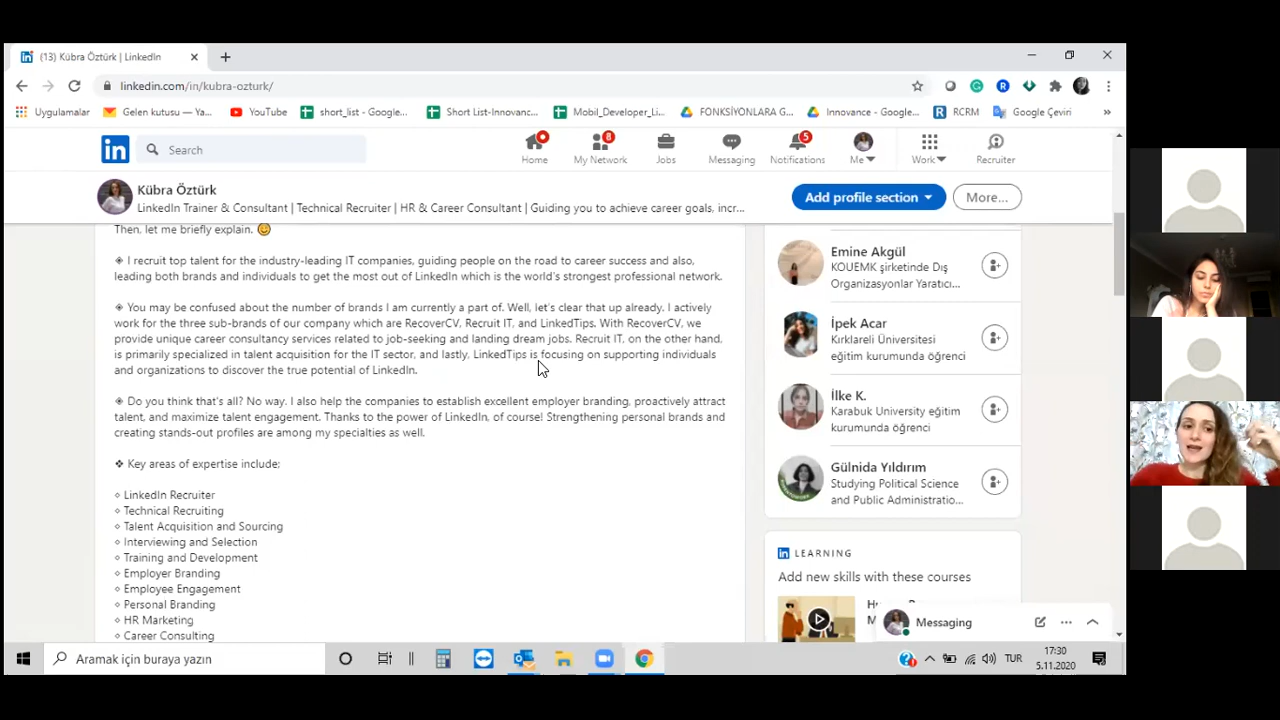 (13) Kübra Öztürk | LinkedIn
linkedin.com/in/kubra-ozturk/
Uygulamalar
Gelen kutusu — Ya...
YouTube
short_list - Google...
Short List-Innovanc...
Mobil_Developer_Li...
FONKSİYONLARA G...
Innovance - Google...
RCRM
Google Çeviri
Search
Home
My Network
Jobs
Messaging
Notifications
Me
Work
Recruiter
8
5
Kübra Öztürk
LinkedIn Trainer & Consultant | Technical Recruiter | HR & Career Consultant | Guiding you to achieve career goals, incr...
Add profile section
More...
Then, let me briefly explain.
I recruit top talent for the industry-leading IT companies, guiding people on the road to career success and also,
leading both brands and individuals to get the most out of LinkedIn which is the world's strongest professional network.
You may be confused about the number of brands I am currently a part of. Well, let's clear that up already. I actively
work for the three sub-brands of our company which are RecoverCV, Recruit IT, and LinkedTips. With RecoverCV, we
provide unique career consultancy services related to job-seeking and landing dream jobs. Recruit IT, on the other hand,
is primarily specialized in talent acquisition for the IT sector, and lastly, LinkedTips is focusing on supporting individuals
and organizations to discover the true potential of LinkedIn.
Do you think that's all? No way. I also help the companies to establish excellent employer branding, proactively attract
talent, and maximize talent engagement. Thanks to the power of LinkedIn, of course! Strengthening personal brands and
creating stands-out profiles are among my specialties as well.
❖ Key areas of expertise include;
⋄ LinkedIn Recruiter
⋄ Technical Recruiting
⋄ Talent Acquisition and Sourcing
⋄ Interviewing and Selection
⋄ Training and Development
⋄ Employer Branding
⋄ Employee Engagement
⋄ Personal Branding
⋄ HR Marketing
⋄ Career Consulting
Emine Akgül
KOUEMK şirketinde Dış
Organizasyonlar Yaratıcı...
İpek Acar
Kırklareli Üniversitesi
eğitim kurumunda öğrenci
İlke K.
Karabuk University eğitim
kurumunda öğrenci
Gülnida Yıldırım
Studying Political Science
and Public Administratio...
LEARNING
Add new skills with these courses
Messaging
Aramak için buraya yazın
TUR
17:30
5.11.2020